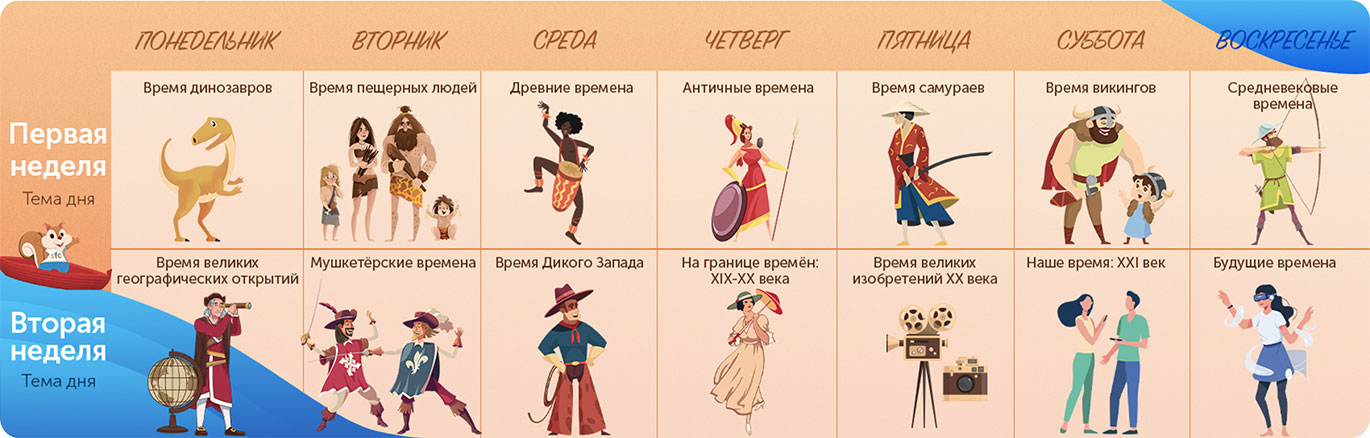 ПОНЕДЕЛЬНИК ВТОРНИК СРЕДА ЧЕТВЕРГ ПЯТНИЦА СУББОТА ВОСКРЕСЕНЬЕ
Первая
неделя
Тема дня
Время динозавров
Время пещерных людей
Древние времена
Античные времена
Время самураев
Время викингов
Средневековые
времена
sfc
Вторая
неделя
Тема дня
Время великих
географических открытий
Мушкетёрские времена
Время Дикого Запада
На границе времён:
XIX-XX века
Время великих
изобретений XX века
Наше время: XXI век
Будущие времена